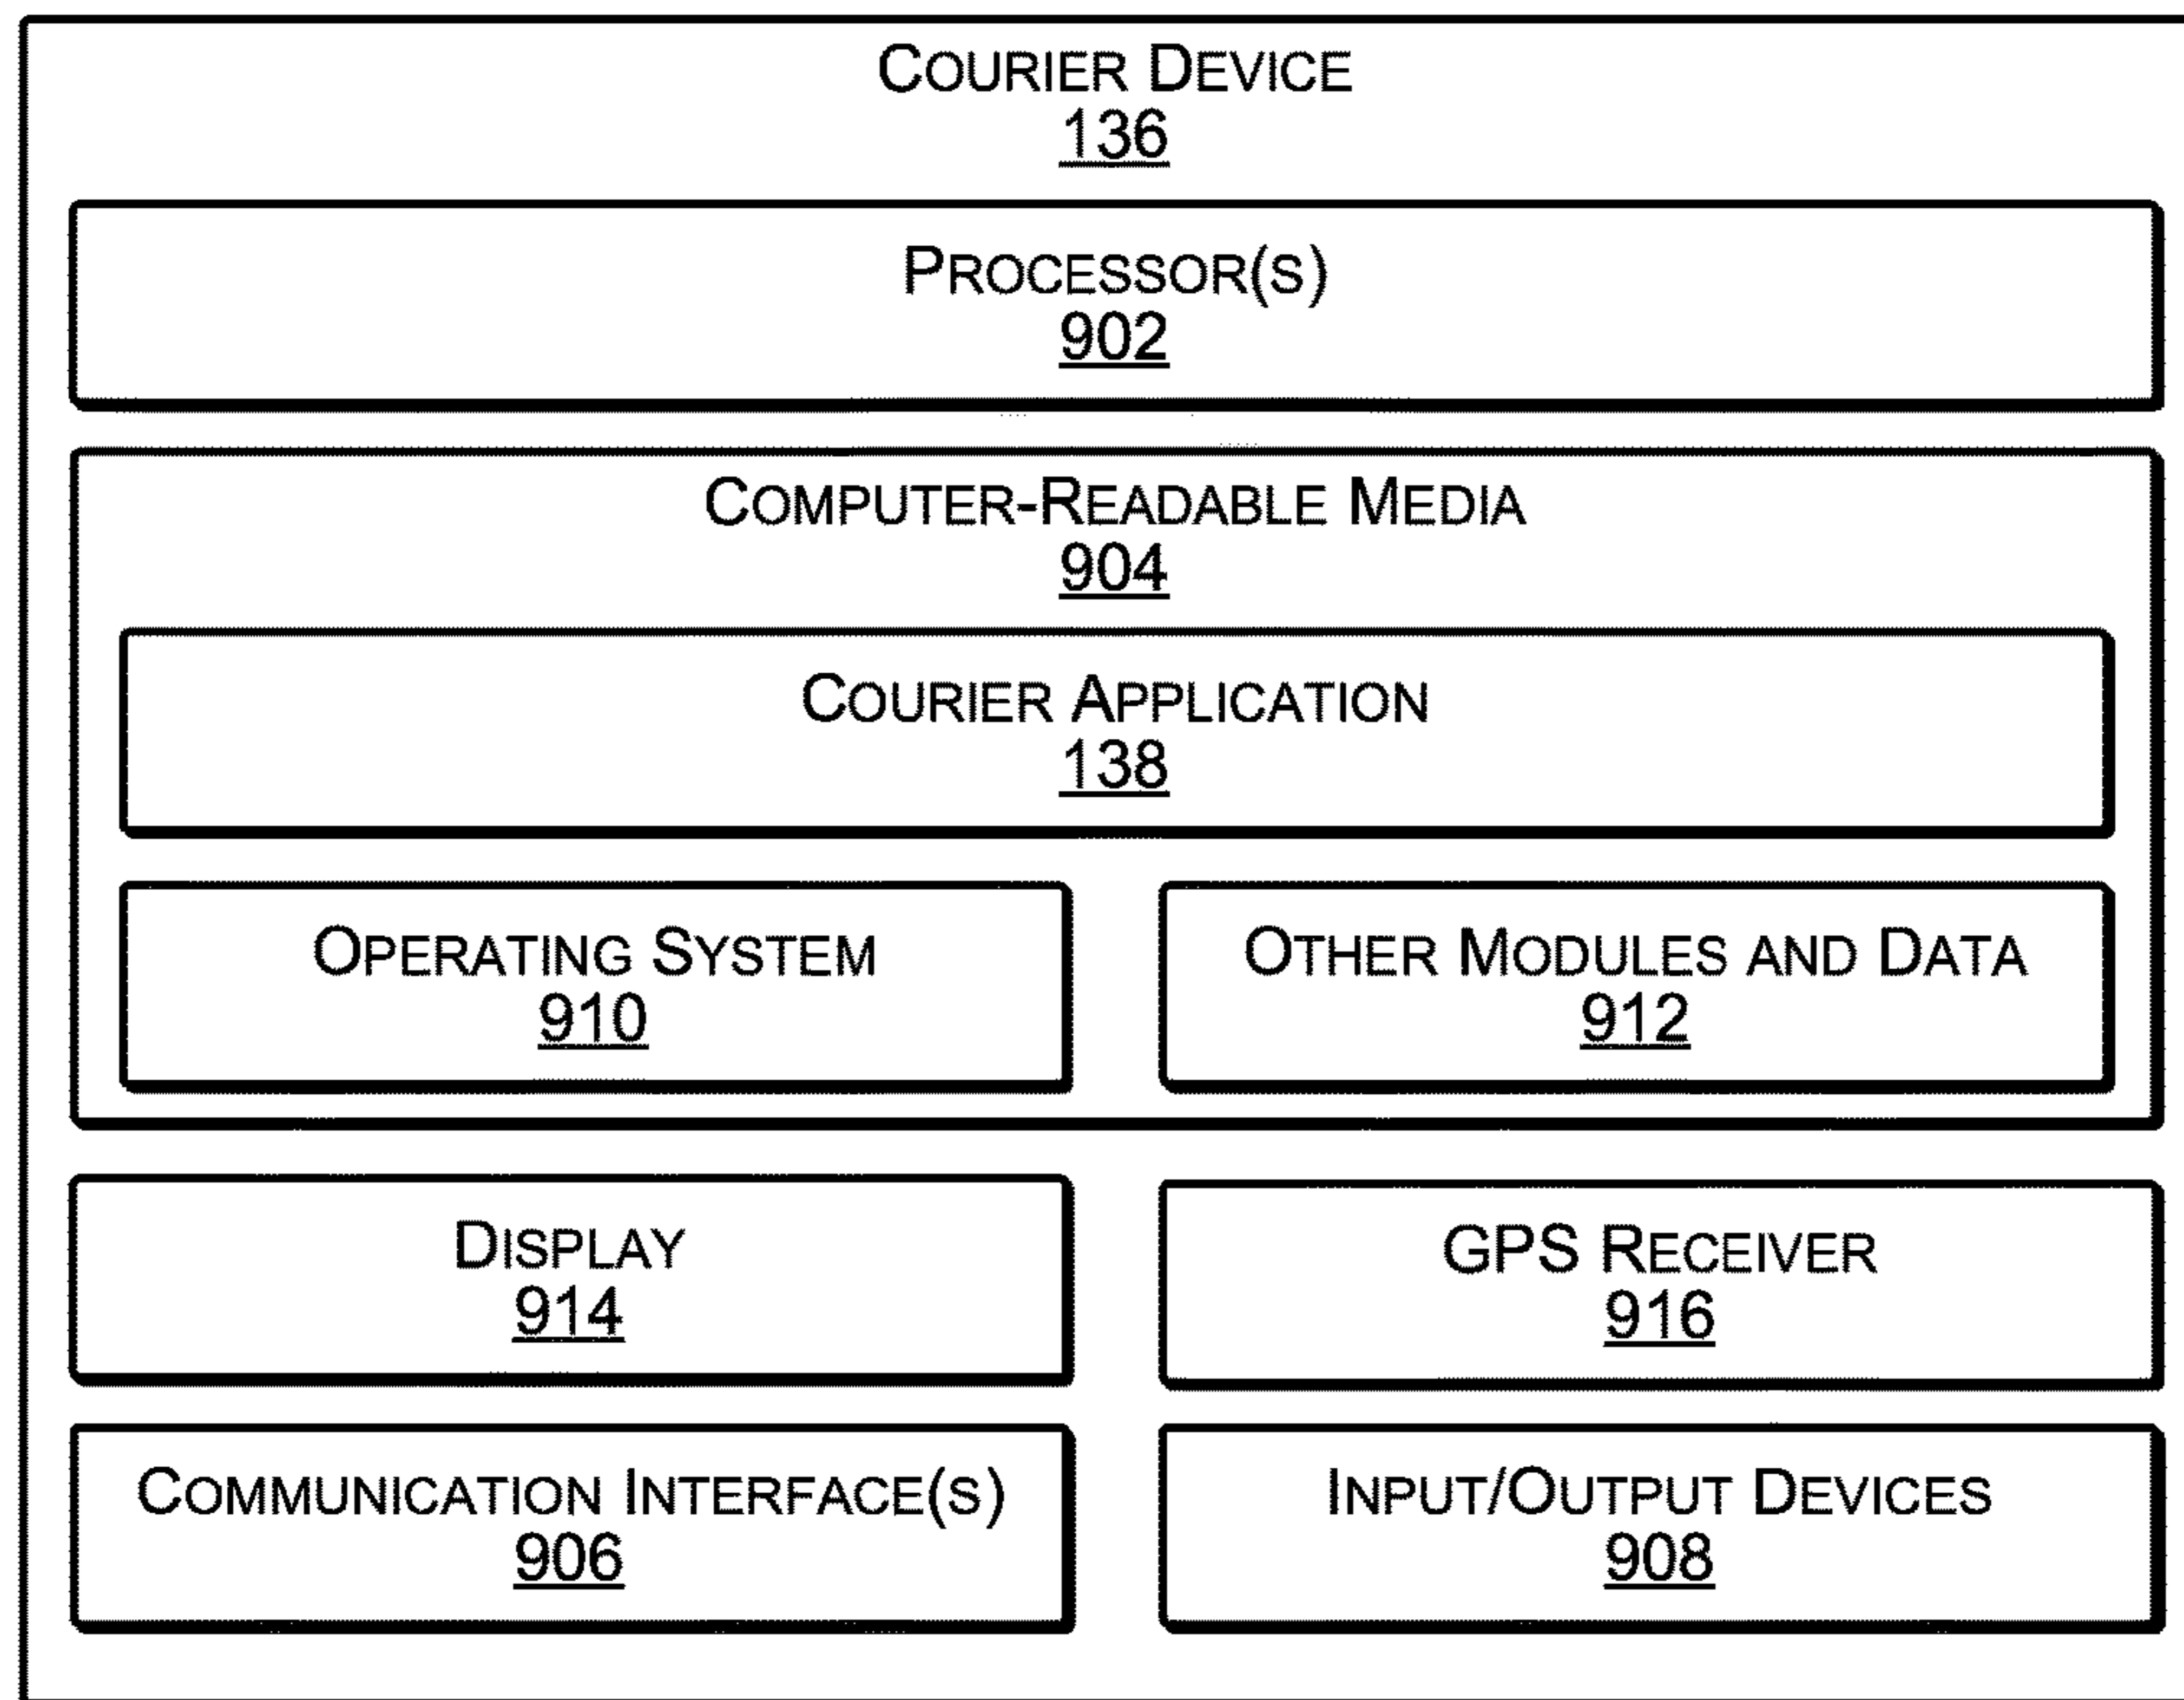 COURIER DEVICE
136
PROCESSOR(S)
902
COMPUTER-READABLE MEDIA
904
COURIER APPLICATION
138
OPERATING SYSTEM
910
OTHER MODULES AND DATA
912
DISPLAY
914
GPS RECEIVER
916
COMMUNICATION INTERFACE(S)
906
INPUT/OUTPUT DEVICES
908